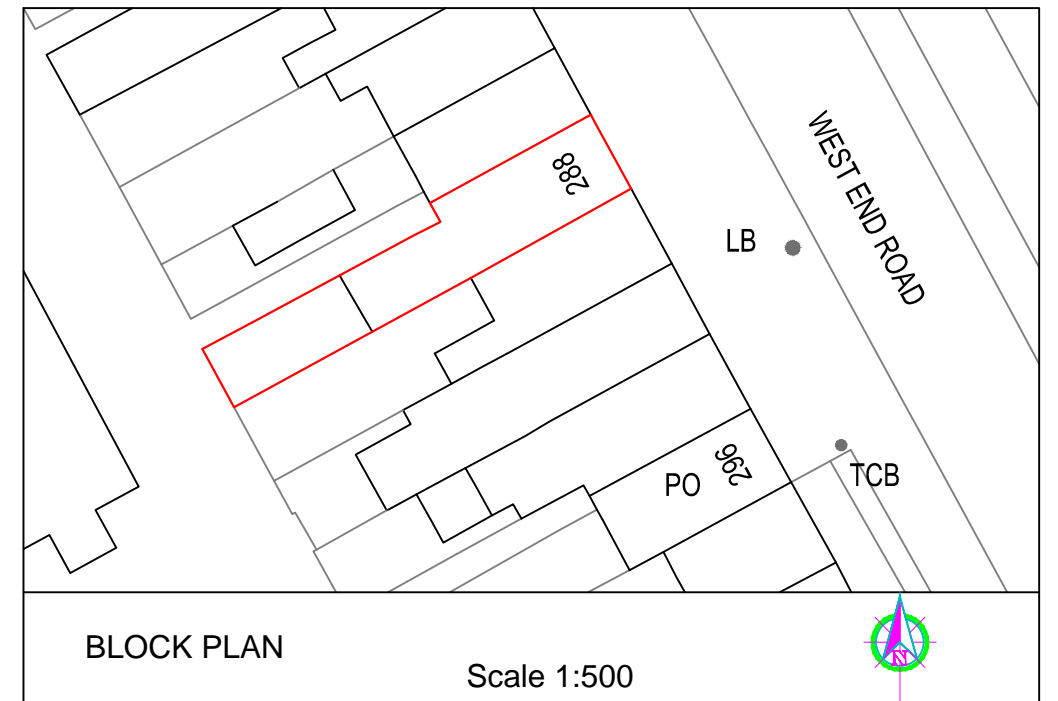 WEST END ROAD
288
LB
296
PO
TCB
BLOCK PLAN
Scale 1:500
N